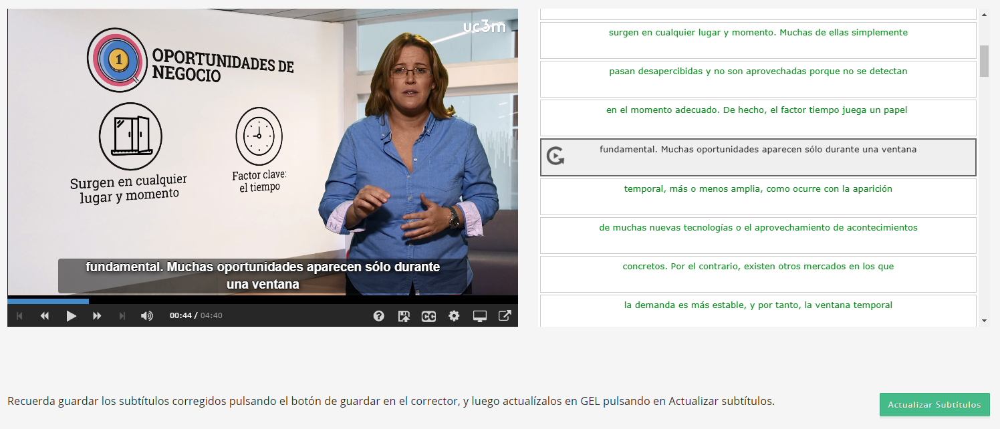 uc3m
1
OPORTUNIDADES DE
NEGOCIO
Surgen en cualquier
lugar y momento
Factor clave:
el tiempo
fundamental. Muchas oportunidades aparecen sólo durante
una ventana
00:44 / 04:40
CC
surgen en cualquier lugar y momento. Muchas de ellas simplemente
pasan desapercibidas y no son aprovechadas porque no se detectan
en el momento adecuado. De hecho, el factor tiempo juega un papel
fundamental. Muchas oportunidades aparecen sólo durante una ventana
temporal, más o menos amplia, como ocurre con la aparición
de muchas nuevas tecnologías o el aprovechamiento de acontecimientos
concretos. Por el contrario, existen otros mercados en los que
la demanda es más estable, y por tanto, la ventana temporal
Recuerda guardar los subtítulos corregidos pulsando el botón de guardar en el corrector, y luego actualízalos en GEL pulsando en Actualizar subtítulos.
Actualizar Subtítulos